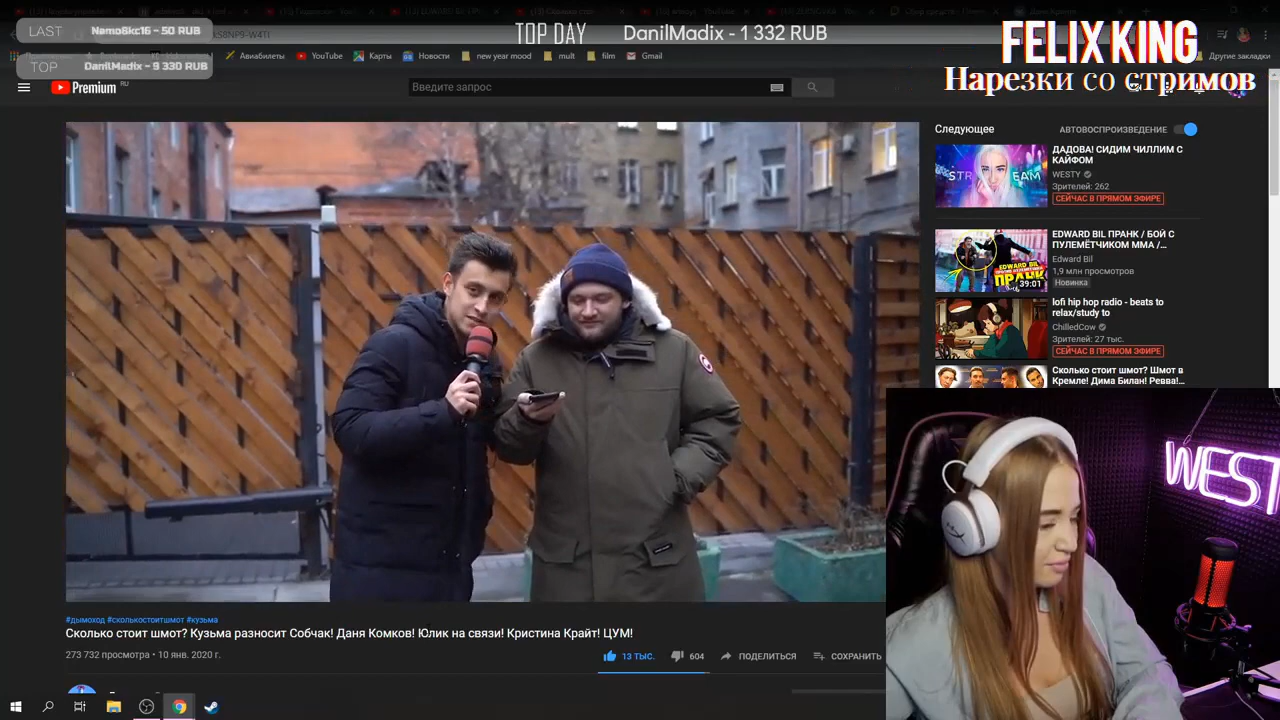 LAST NamoBkc16 - 50 RUB
TOP DanilMadix - 9 330 RUB
TOP DAY DanilMadix - 1 332 RUB
FELIX KING
Нарезки со стримов
Авиабилеты
YouTube
Карты
Новости
new year mood
mult
film
Gmail
Другие закладки
Premium RU
Введите запрос
Следующее
АВТОВОСПРОИЗВЕДЕНИЕ
ДАДОВА! СИДИМ ЧИЛЛИМ С
КАЙФОМ
WESTY
Зрителей: 262
СЕЙЧАС В ПРЯМОМ ЭФИРЕ
EDWARD BIL ПРАНК / БОЙ С
ПУЛЕМЁТЧИКОМ ММА /...
Edward Bil
1,9 млн просмотров
Новинка
EDWARD BIL
ПРАНК
39:01
lofi hip hop radio - beats to
relax/study to
ChilledCow
Зрителей: 27 тыс.
СЕЙЧАС В ПРЯМОМ ЭФИРЕ
Сколько стоит шмот? Шмот в
Кремле! Дима Билан! Ревва!...
WEST
#дымоход #сколькостоитшмот #кузьма
Сколько стоит шмот? Кузьма разносит Собчак! Даня Комков! Юлик на связи! Кристина Крайт! ЦУМ!
273 732 просмотра • 10 янв. 2020 г.
13 ТЫС.
604
ПОДЕЛИТЬСЯ
СОХРАНИТЬ